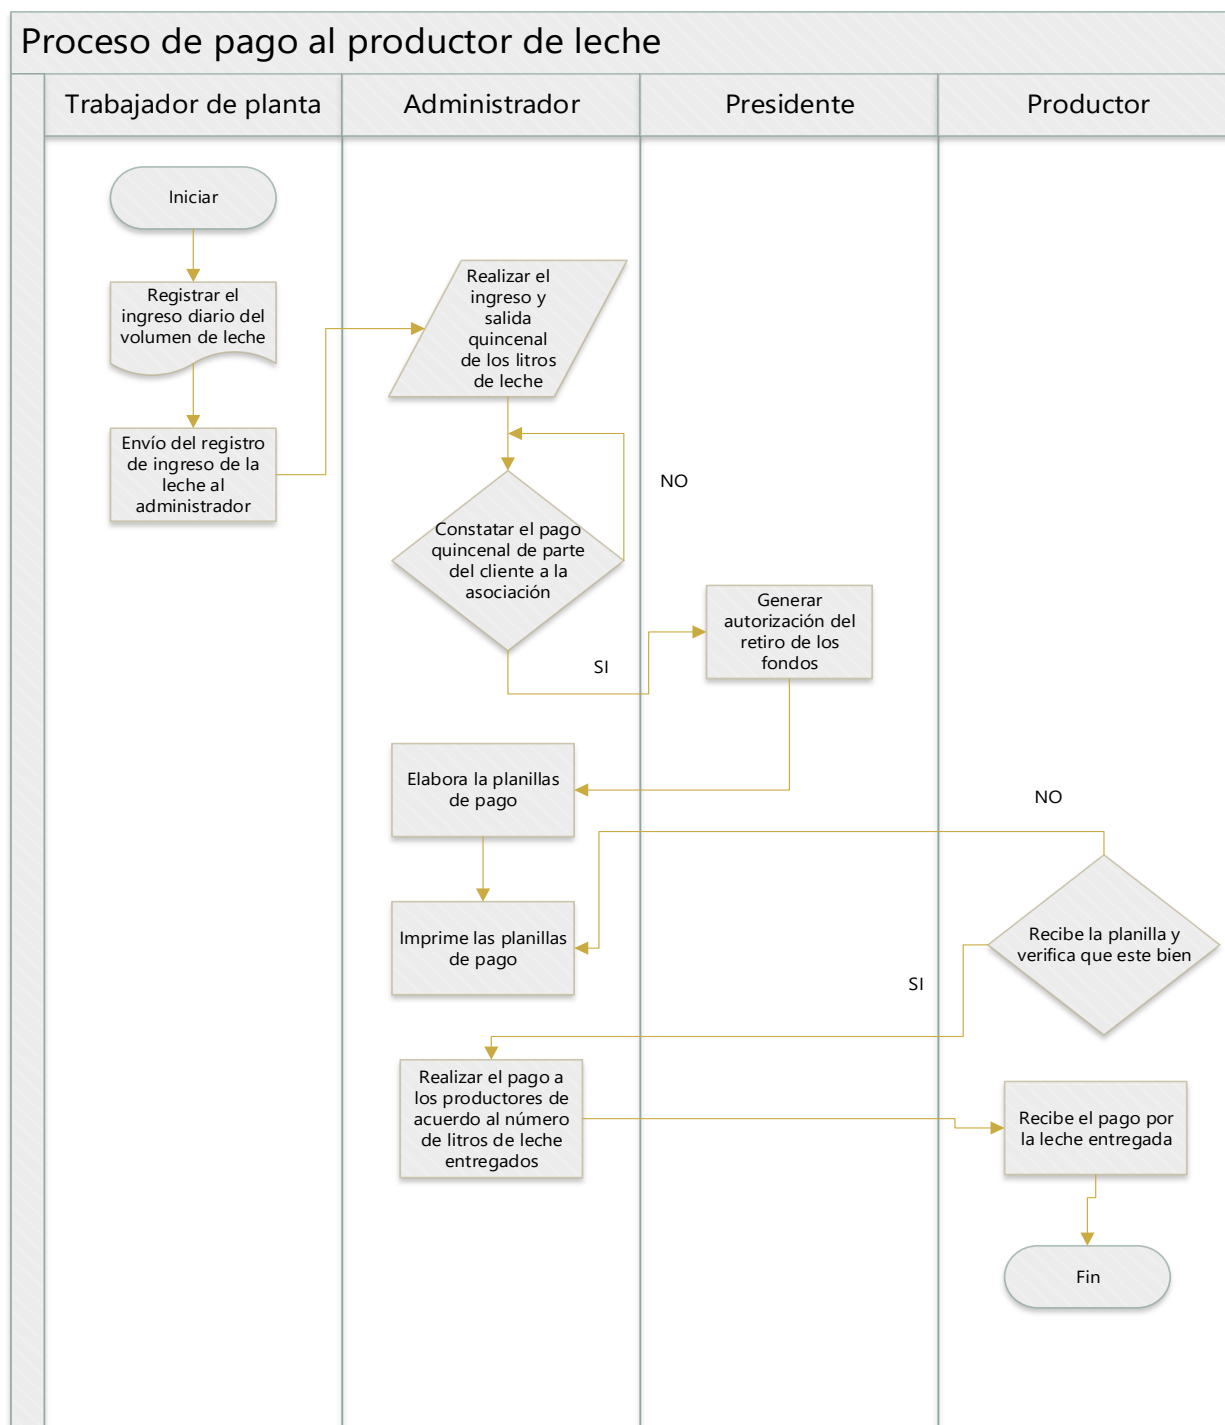 Proceso de pago al productor de leche
Trabajador de planta
Administrador
Presidente
Productor
Iniciar
Registrar el
ingreso diario del
volumen de leche
Envío del registro
de ingreso de la
leche al
administrador
Realizar el
ingreso y
salida
quincenal
de los litros
de leche
NO
Constatar el pago
quincenal de parte
del cliente a la
asociación
SI
Generar
autorización del
retiro de los
fondos
Elabora la planillas
de pago
NO
Imprime las planillas
de pago
Recibe la planilla y
verifica que este bien
SI
Realizar el pago a
los productores de
acuerdo al número
de litros de leche
entregados
Recibe el pago por
la leche entregada
Fin